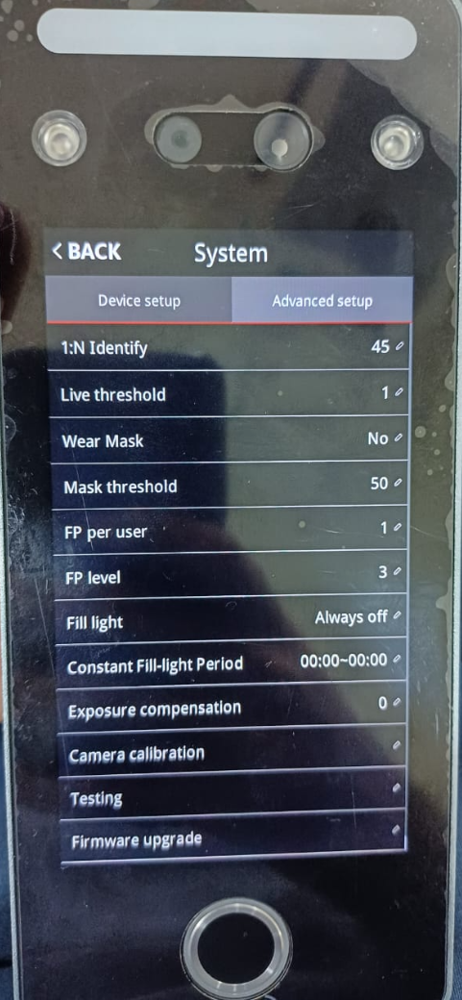 < BACK System
Device setup Advanced setup
1:N Identify 45
Live threshold 1
Wear Mask No
Mask threshold 50
FP per user 1
FP level 3
Fill light Always off
Constant Fill-light Period 00:00~00:00
Exposure compensation 0
Camera calibration
Testing
Firmware upgrade